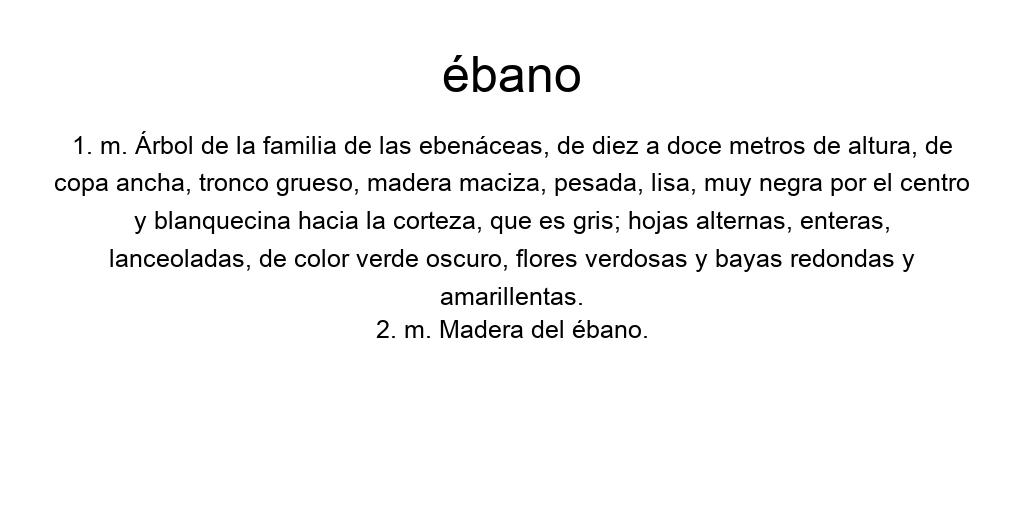 ébano
1. m. Árbol de la familia de las ebenáceas, de diez a doce metros de altura, de
copa ancha, tronco grueso, madera maciza, pesada, lisa, muy negra por el centro
y blanquecina hacia la corteza, que es gris; hojas alternas, enteras,
lanceoladas, de color verde oscuro, flores verdosas y bayas redondas y
amarillentas.
2. m. Madera del ébano.